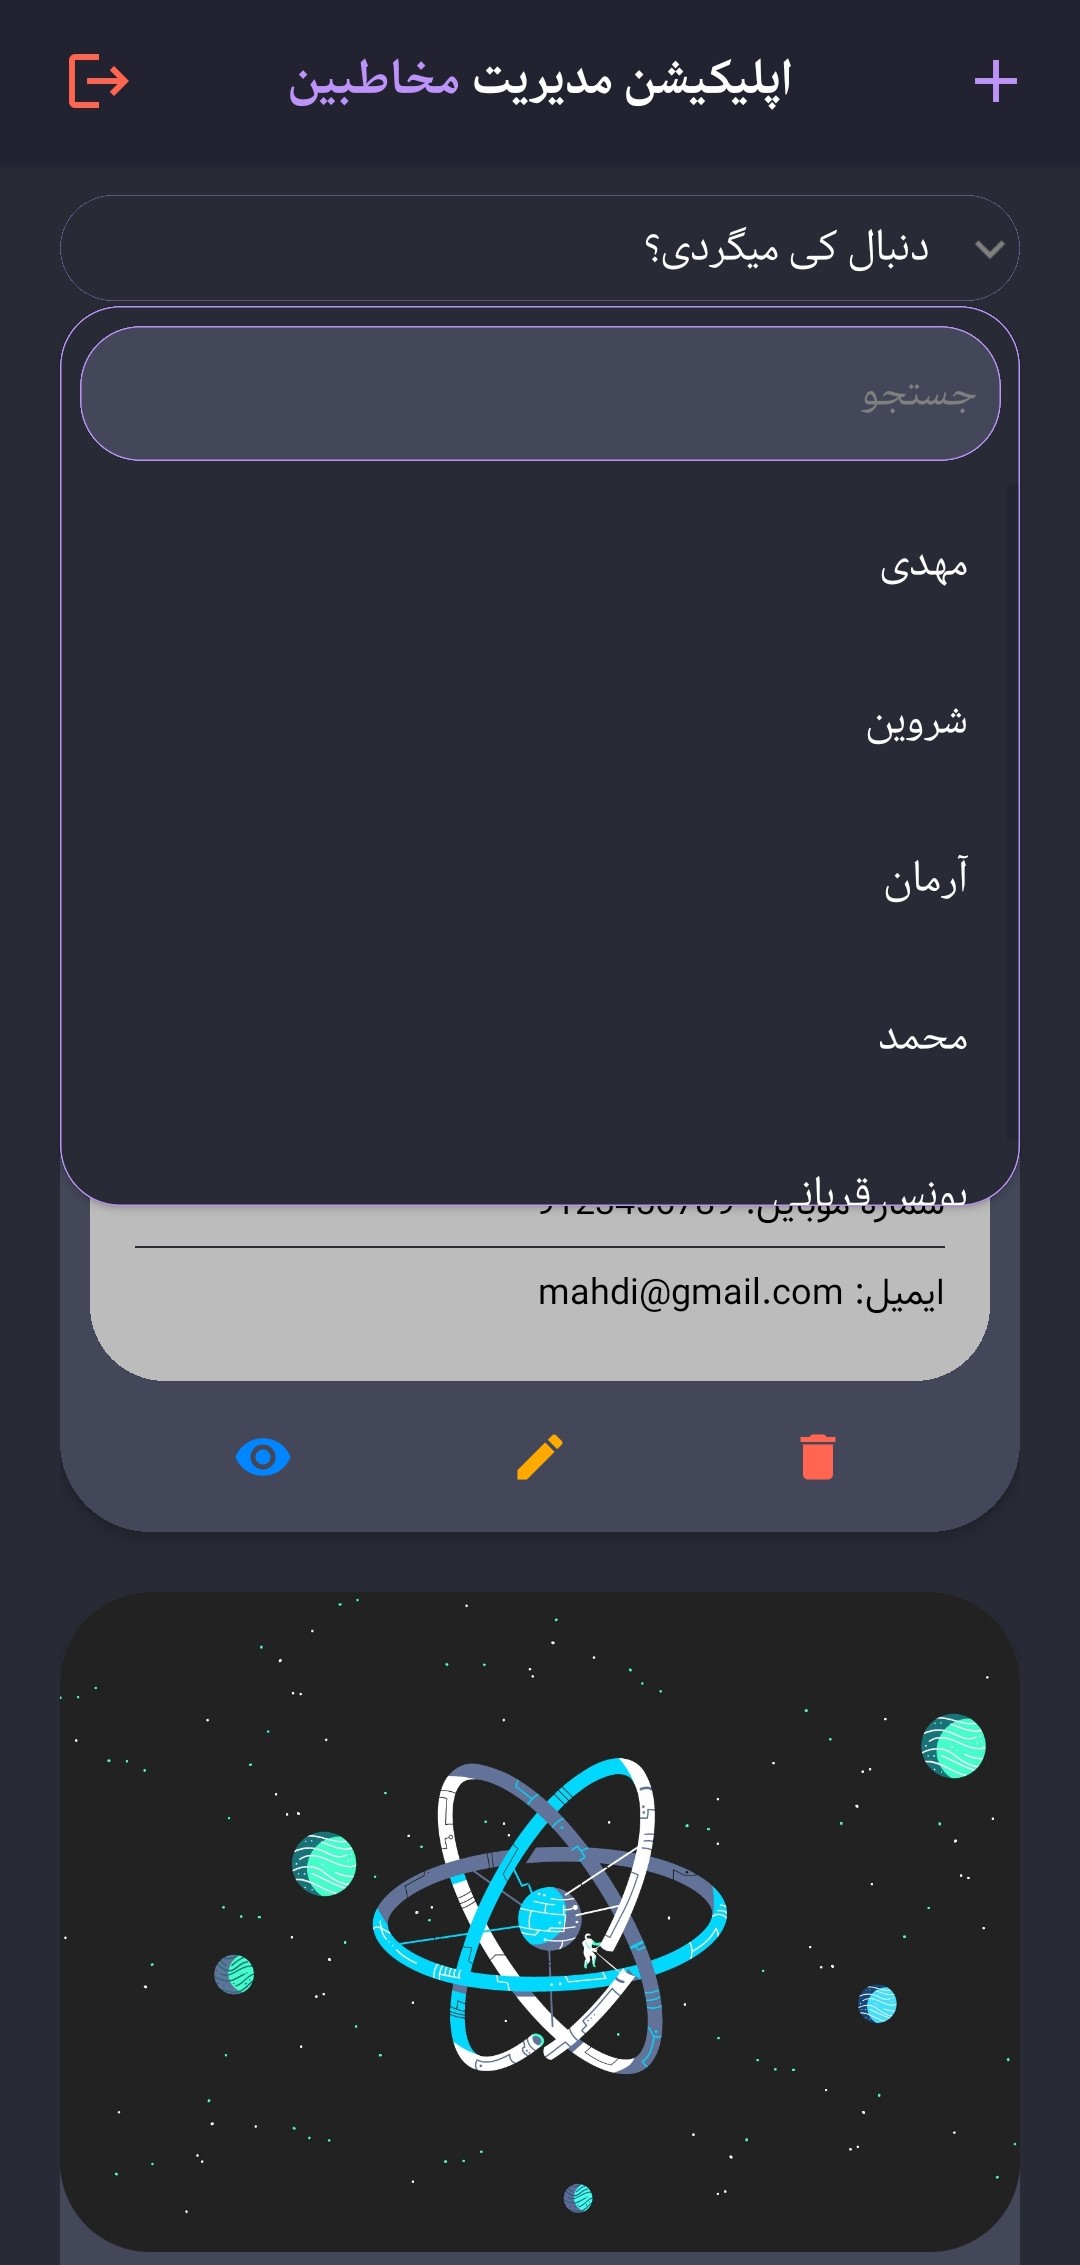 اپلیکیشن مدیریت مخاطبین
دنبال کی میگردی؟
جستجو
مهدی
شروین
آرمان
محمد
یونس قربانی
شماره موبایل: 9123456789
ایمیل: mahdi@gmail.com